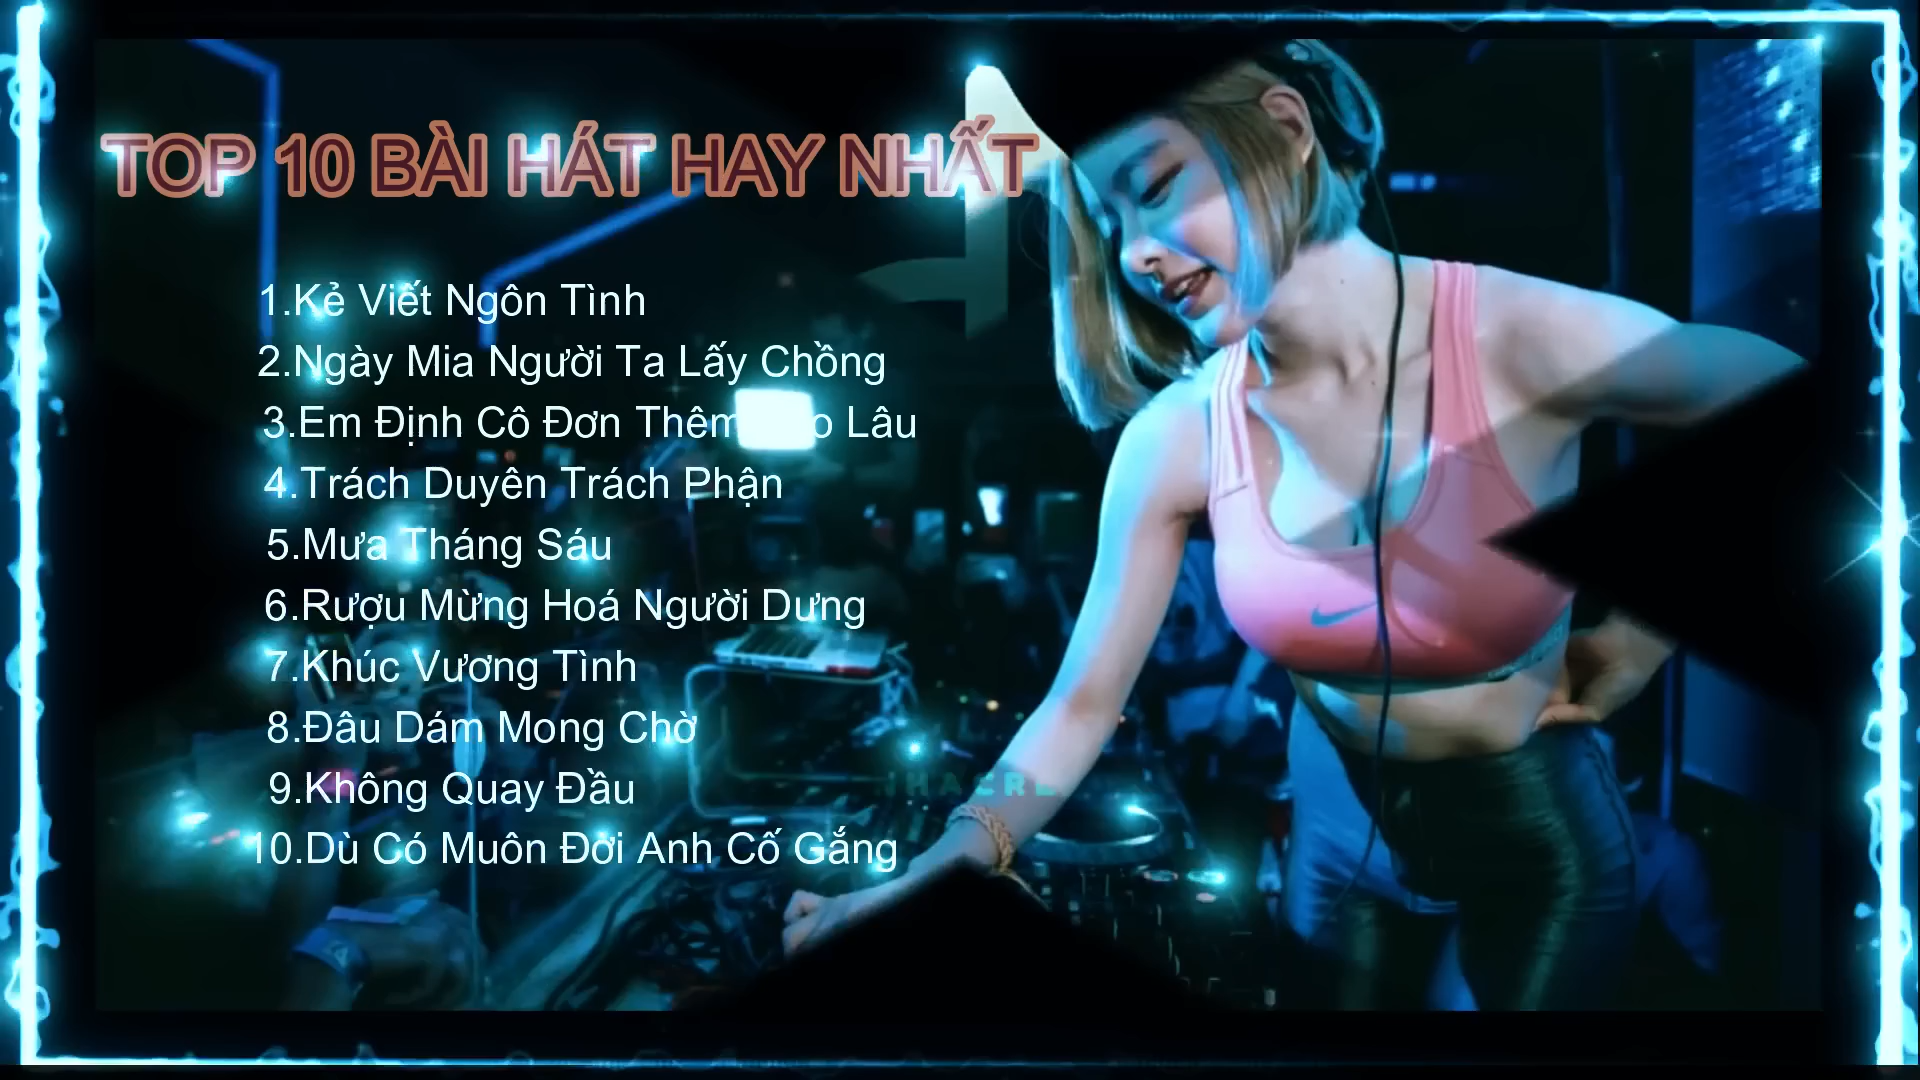 TOP 10 BÀI HÁT HAY NHẤT
1.Kẻ Viết Ngôn Tình
2.Ngày Mia Người Ta Lấy Chồng
3.Em Định Cô Đơn Thêm Lâu
4.Trách Duyên Trách Phận
5.Mưa Tháng Sáu
6.Rượu Mừng Hoá Người Dưng
7.Khúc Vương Tình
8.Đâu Dám Mong Chờ
9.Không Quay Đầu
10.Dù Có Muôn Đời Anh Cố Gắng